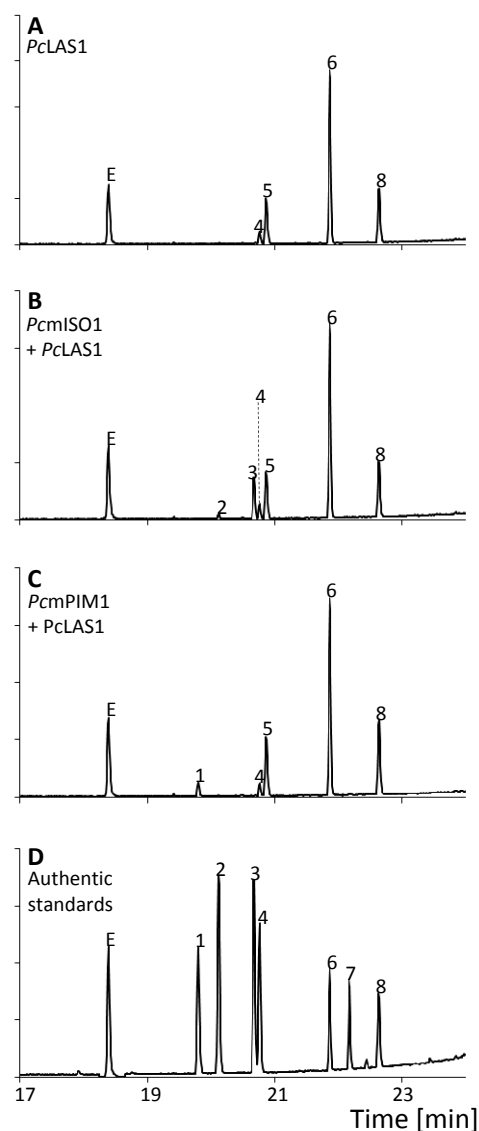 A
PcLAS1
E
4
5
6
8
B
PcmISO1
+ PcLAS1
E
2
3
4
5
6
8
C
PcmPIM1
+ PcLAS1
E
1
4
5
6
8
D
Authentic
standards
E
1
2
3
4
6
7
8
17 19 21 23
Time [min]